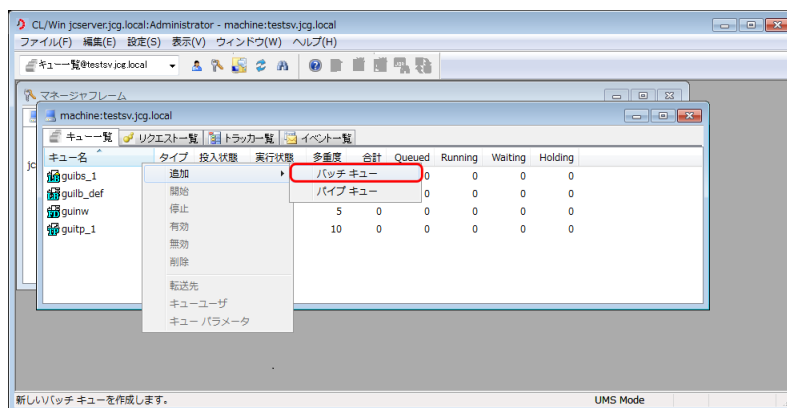 CL/Win jcserver.jcg.local:Administrator - machine:testsv.jcg.local
ファイル(F) 編集(E) 設定(S) 表示(V) ウィンドウ(W) ヘルプ(H)
キュー一覧@testsv.jcg.local
マネージャフレーム
machine:testsv.jcg.local
キュー一覧 リクエスト一覧 トラッカ一覧 イベント一覧
キュー名 タイプ 投入状態 実行状態 多重度 合計 Queued Running Waiting Holding
jc
guibs_1 追加 バッチ キュー 0 0 0 0
guilb_def 開始 パイプ キュー 0 0 0 0
guinw 停止 5 0 0 0 0 0
guitp_1 有効 10 0 0 0 0 0
無効
削除
転送先
キューユーザ
キュー パラメータ
新しいバッチ キューを作成します。 UMS Mode